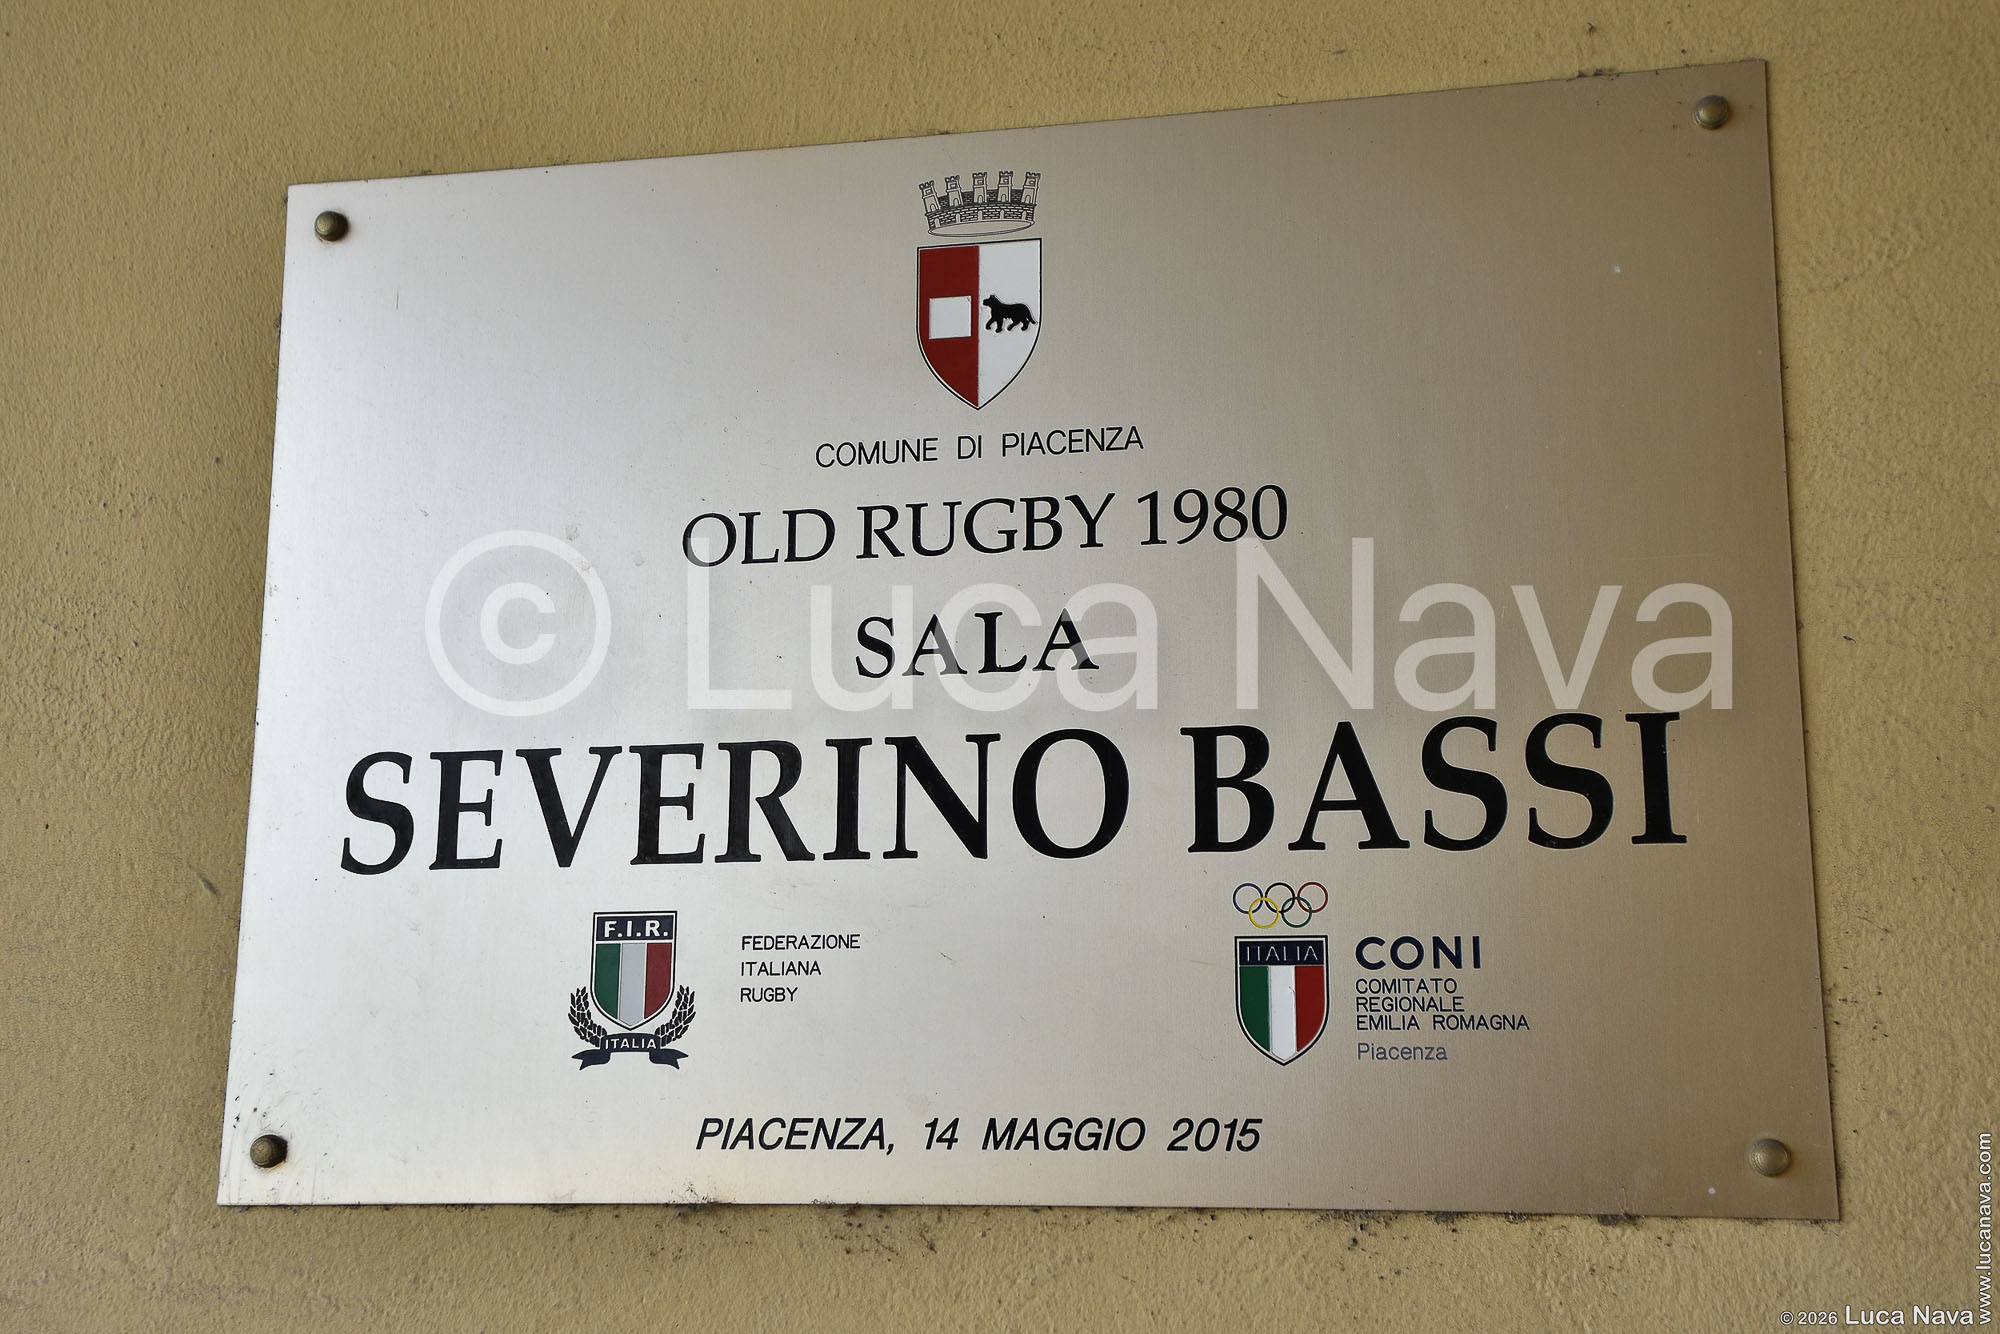 COMUNE DI PIACENZA
OLD RUGBY 1980
SALA
© Luca Nava
SEVERINO BASSI
F.I.R.
ITALIA
FEDERAZIONE
ITALIANA
RUGBY
ITALIA
CONI
COMITATO
REGIONALE
EMILIA ROMAGNA
Piacenza
PIACENZA, 14 MAGGIO 2015
© 2026 Luca Nava
www.lucanava.com